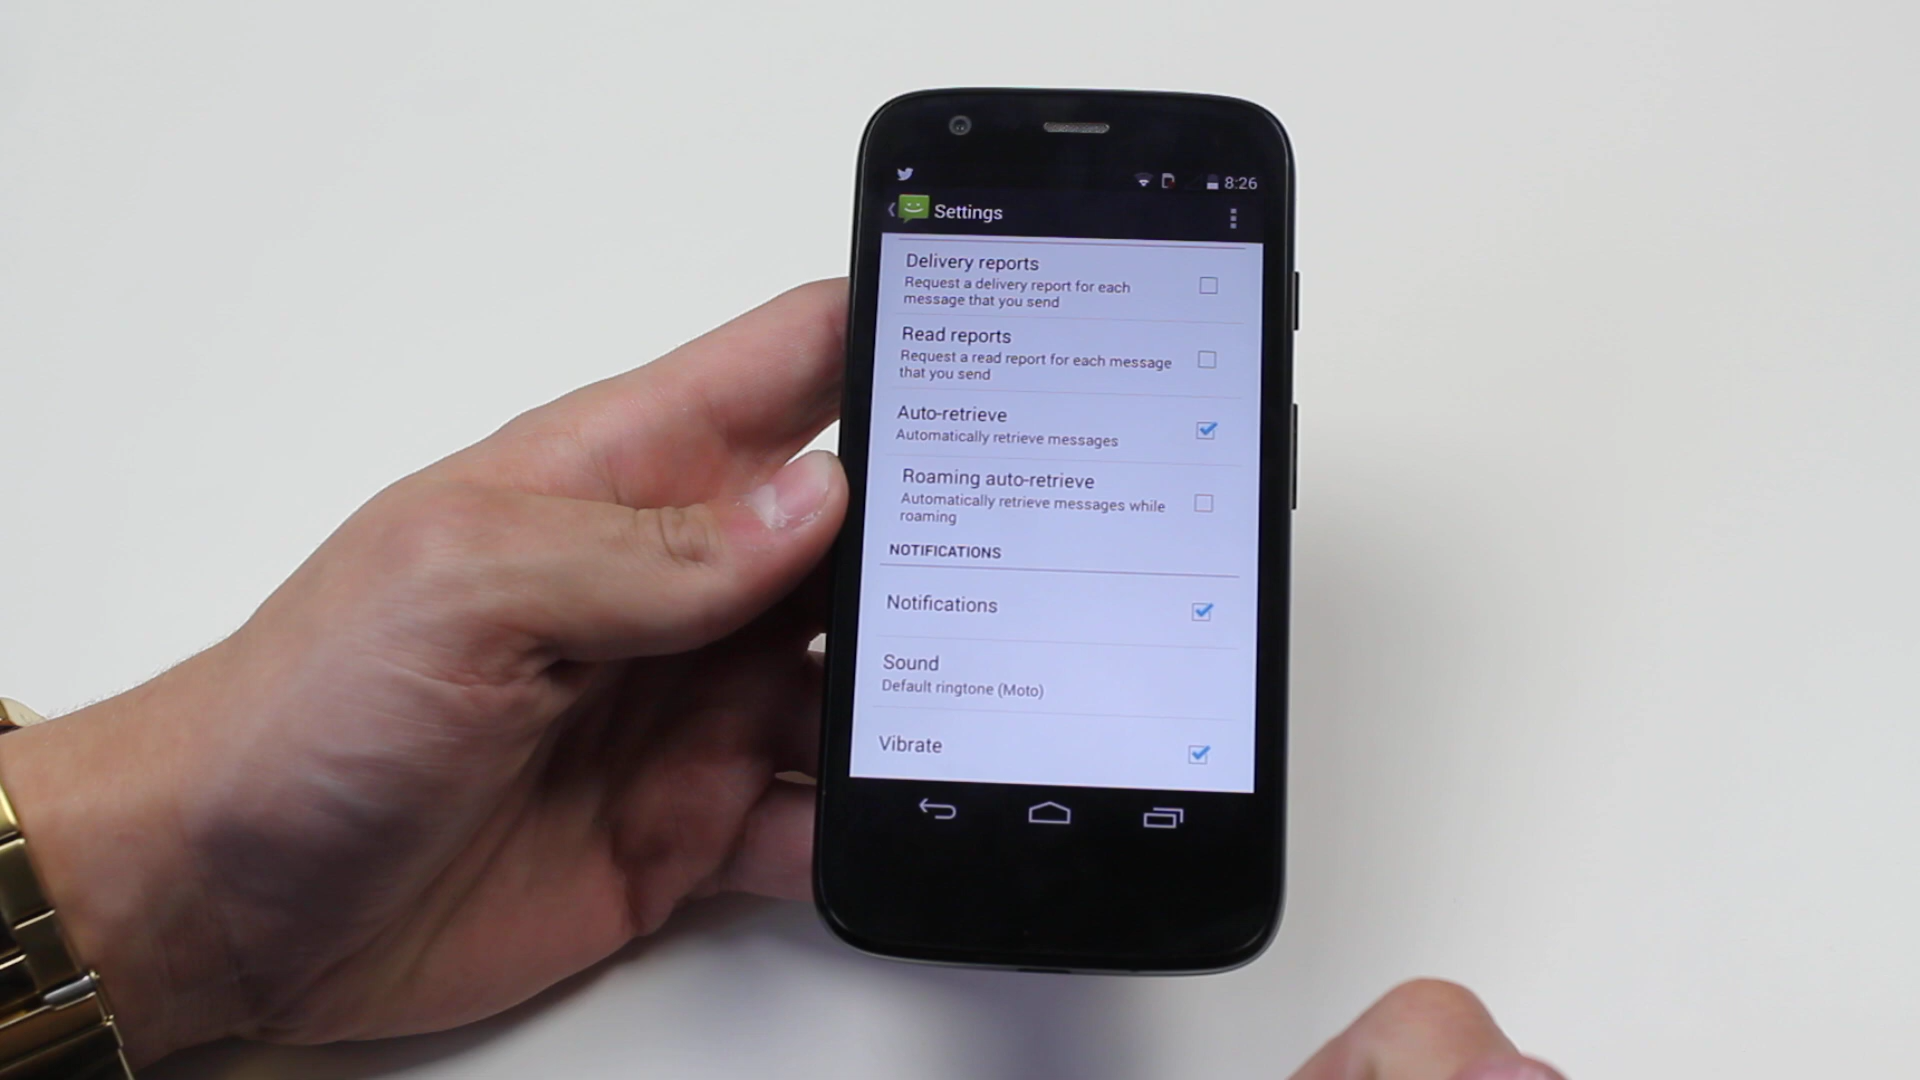 8:26
Settings
Delivery reports
Request a delivery report for each
message that you send
Read reports
Request a read report for each message
that you send
Auto-retrieve
Automatically retrieve messages
Roaming auto-retrieve
Automatically retrieve messages while
roaming
NOTIFICATIONS
Notifications
Sound
Default ringtone (Moto)
Vibrate